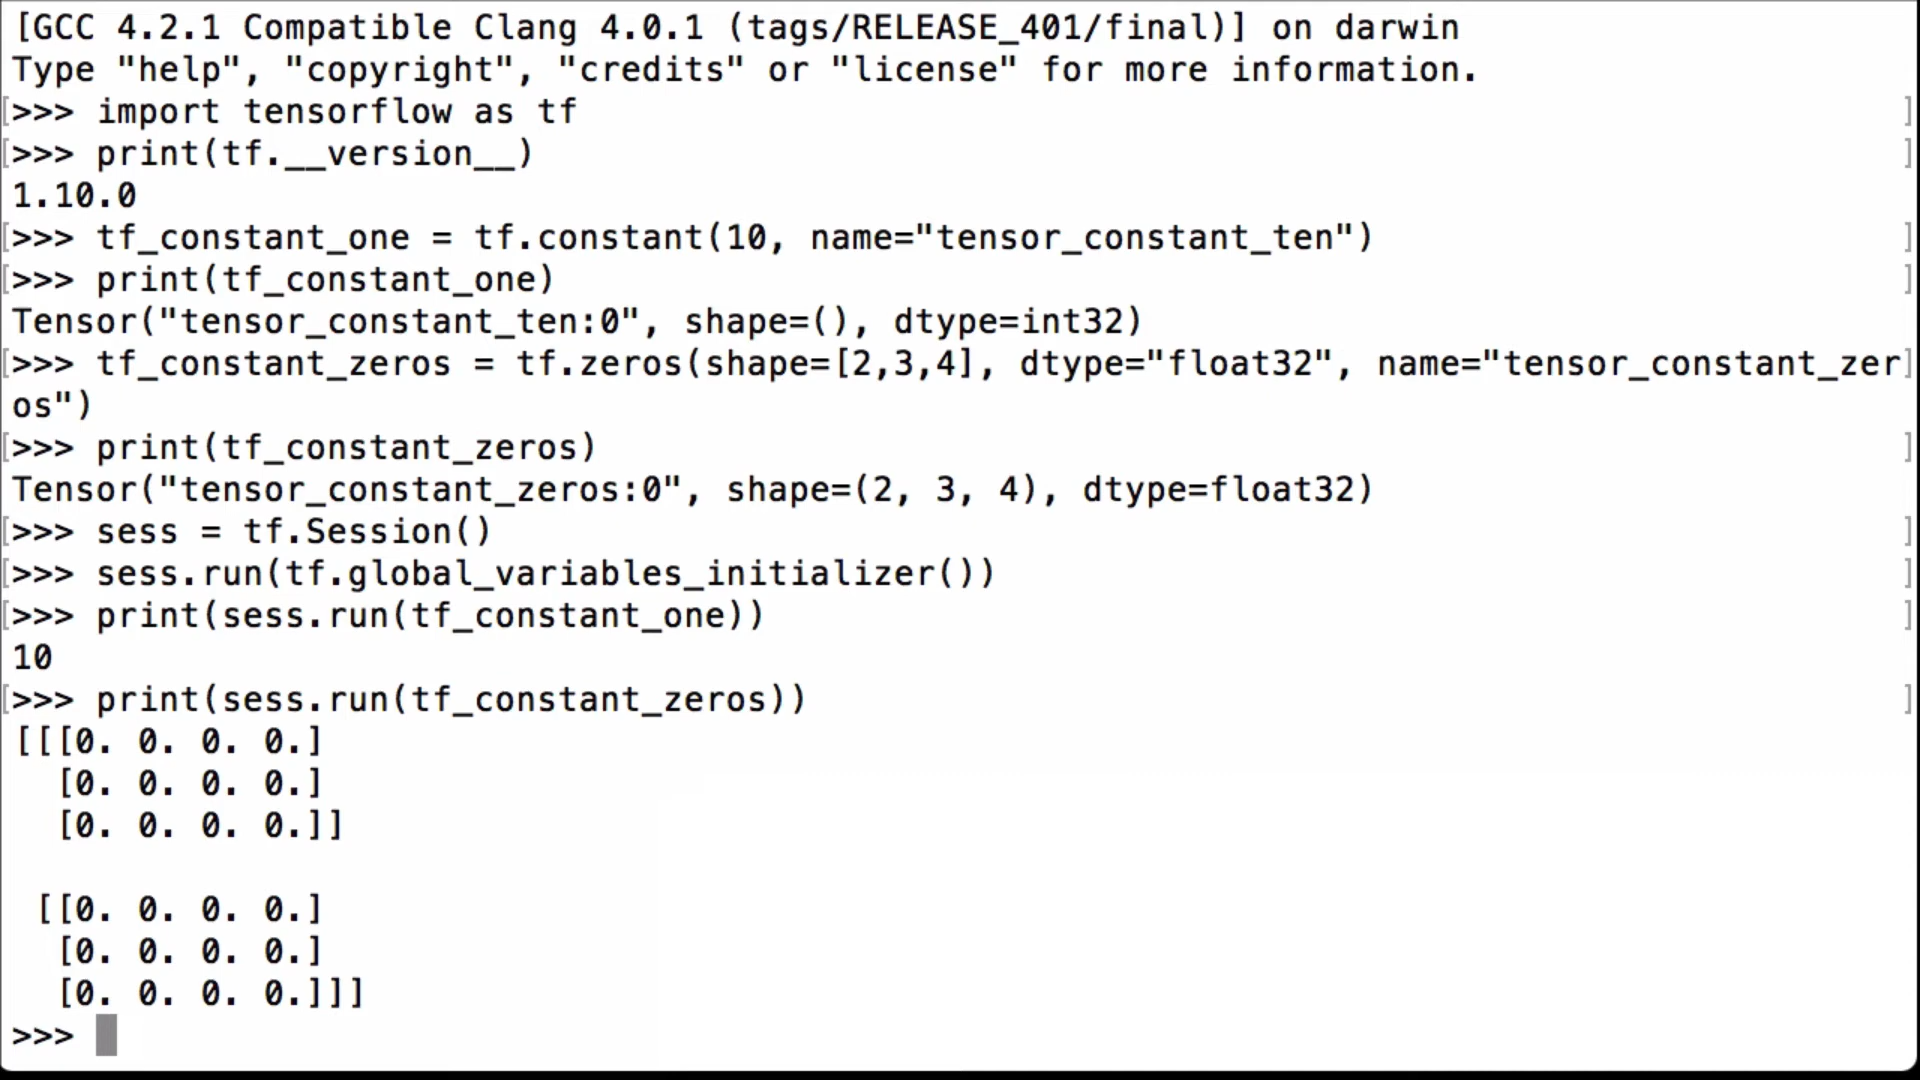 [GCC 4.2.1 Compatible Clang 4.0.1 (tags/RELEASE_401/final)] on darwin
Type "help", "copyright", "credits" or "license" for more information.
[>>> import tensorflow as tf ]
[>>> print(tf.__version__) ]
1.10.0
[>>> tf_constant_one = tf.constant(10, name="tensor_constant_ten") ]
[>>> print(tf_constant_one) ]
Tensor("tensor_constant_ten:0", shape=(), dtype=int32)
[>>> tf_constant_zeros = tf.zeros(shape=[2,3,4], dtype="float32", name="tensor_constant_zer]
os")
[>>> print(tf_constant_zeros) ]
Tensor("tensor_constant_zeros:0", shape=(2, 3, 4), dtype=float32)
[>>> sess = tf.Session() ]
[>>> sess.run(tf.global_variables_initializer()) ]
[>>> print(sess.run(tf_constant_one)) ]
10
[>>> print(sess.run(tf_constant_zeros)) ]
[[[0. 0. 0. 0.]
  [0. 0. 0. 0.]
  [0. 0. 0. 0.]]

 [[0. 0. 0. 0.]
  [0. 0. 0. 0.]
  [0. 0. 0. 0.]]]
>>>